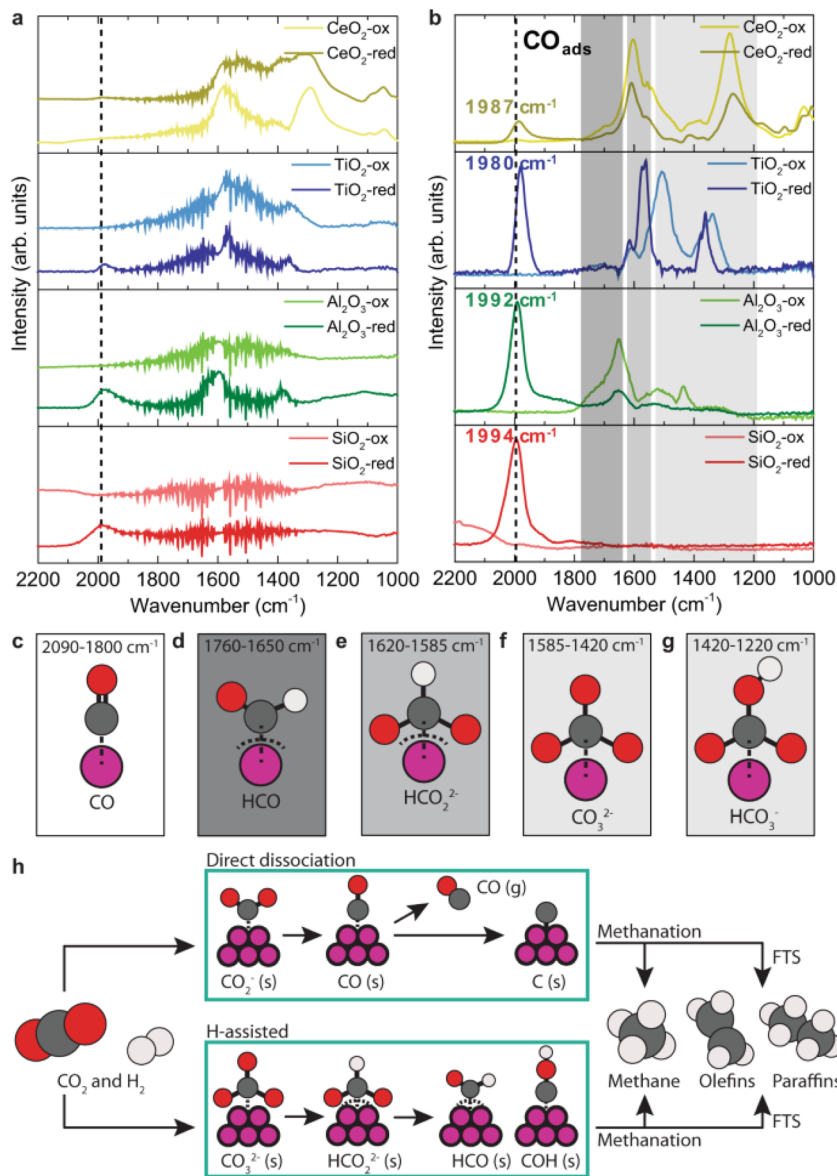 a
CeO₂-ox
CeO₂-red
TiO₂-ox
TiO₂-red
Al₂O₃-ox
Al₂O₃-red
SiO₂-ox
SiO₂-red
Intensity (arb. units)
2200 2000 1800 1600 1400 1200 1000
Wavenumber (cm⁻¹)
b
CO_ads
CeO₂-ox
CeO₂-red
1987 cm⁻¹
1980 cm⁻¹
TiO₂-ox
TiO₂-red
1992 cm⁻¹
Al₂O₃-ox
Al₂O₃-red
1994 cm⁻¹
SiO₂-ox
SiO₂-red
Intensity (arb. units)
2200 2000 1800 1600 1400 1200 1000
Wavenumber (cm⁻¹)
c
2090-1800 cm⁻¹
CO
d
1760-1650 cm⁻¹
HCO
e
1620-1585 cm⁻¹
HCO₂²⁻
f
1585-1420 cm⁻¹
CO₃²⁻
g
1420-1220 cm⁻¹
HCO₃⁻
h
Direct dissociation
CO (g)
CO₂⁻ (s)
CO (s)
C (s)
Methanation
FTS
CO₂ and H₂
Methane
Olefins
Paraffins
H-assisted
CO₃²⁻ (s)
HCO₂²⁻ (s)
HCO (s)
COH (s)
Methanation
FTS